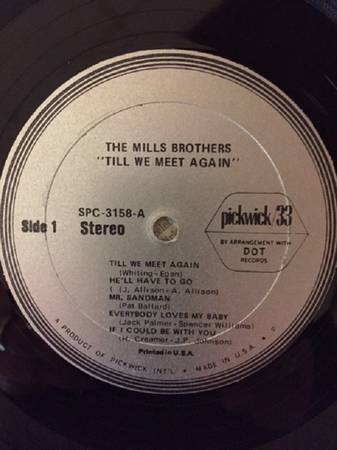 THE MILLS BROTHERS
"TILL WE MEET AGAIN"
SPC-3158-A
Side 1
Stereo
pickwick/33
BY ARRANGEMENT WITH
DOT
RECORDS
TILL WE MEET AGAIN
(Whiting-Egan)
HE'LL HAVE TO GO
(J. Allison-A. Allison)
MR. SANDMAN
(Pat Ballard)
EVERYBODY LOVES MY BABY
(Jack Palmer-Spencer Williams)
IF I COULD BE WITH YOU
(H. Creamer-J.P. Johnson)
Printed in U.S.A.
A PRODUCT OF PICKWICK INT'L. • MADE IN U.S.A.